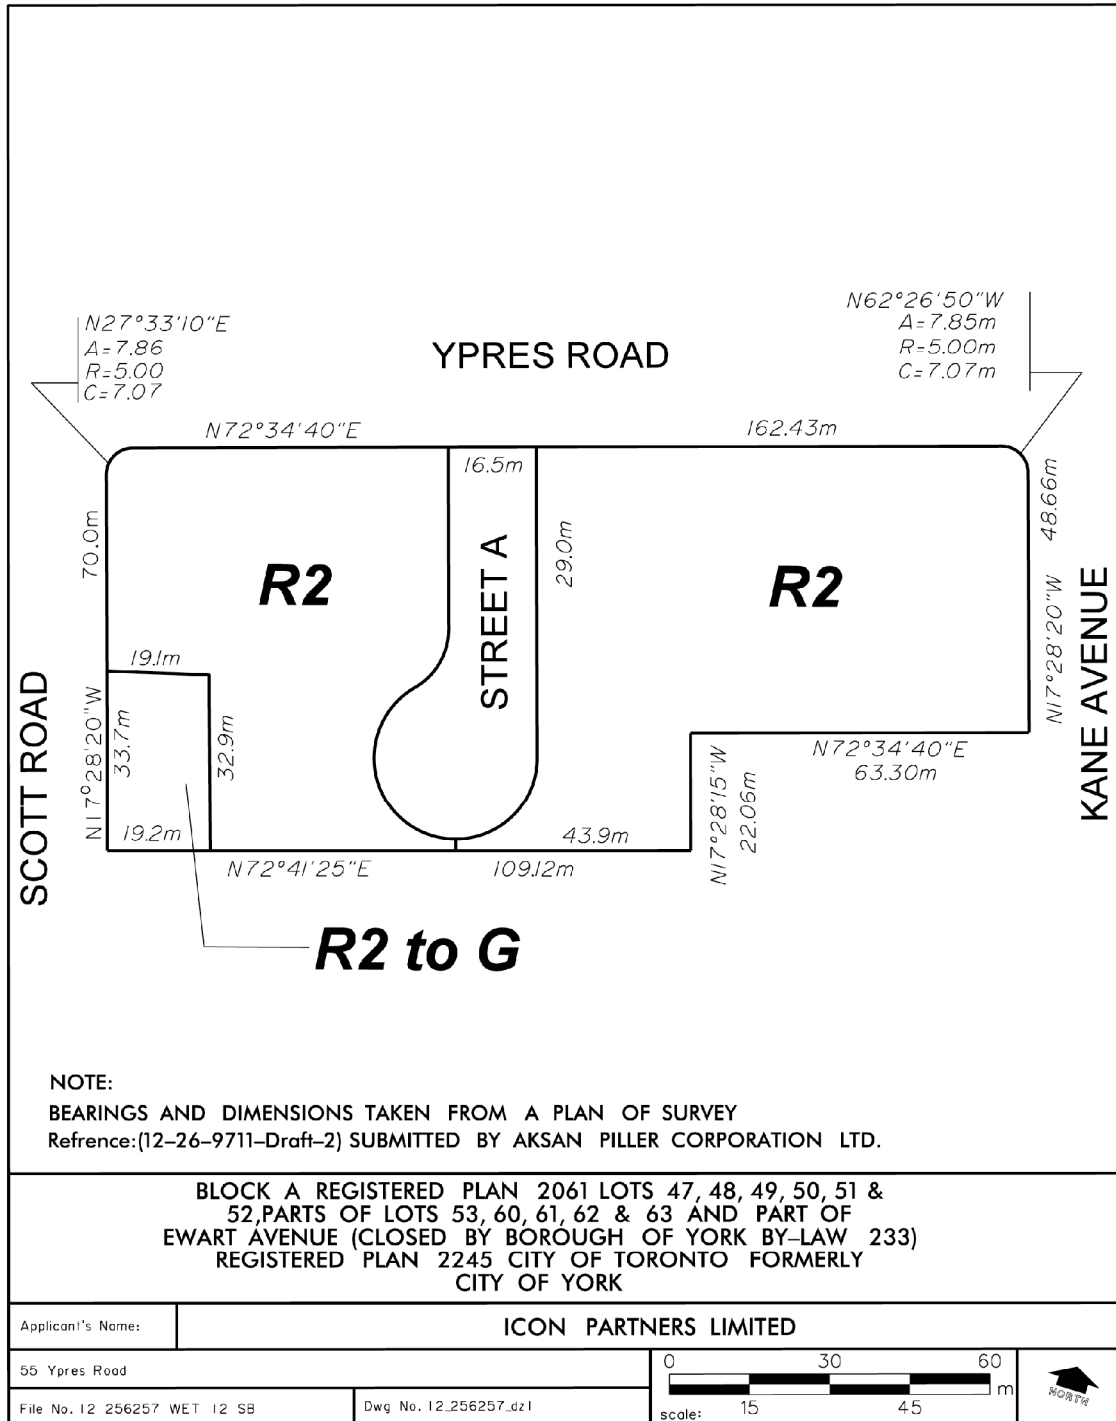 N62°26'50"W
A=7.85m
R=5.00m
C=7.07m
N27°33'10"E
A=7.86
R=5.00
C=7.07
YPRES ROAD
N72°34'40"E
162.43m
16.5m
48.66m
70.0m
29.0m
R2
R2
STREET A
N17°28'20"W
KANE AVENUE
19.1m
SCOTT ROAD
N17°28'20"W
33.7m
32.9m
N72°34'40"E
63.30m
N17°28'15"W
22.06m
19.2m
43.9m
N72°41'25"E
109.12m
R2 to G
NOTE:
BEARINGS AND DIMENSIONS TAKEN FROM A PLAN OF SURVEY
Refrence:(12-26-9711-Draft-2) SUBMITTED BY AKSAN PILLER CORPORATION LTD.
BLOCK A REGISTERED PLAN 2061 LOTS 47, 48, 49, 50, 51 &
52,PARTS OF LOTS 53, 60, 61, 62 & 63 AND PART OF
EWART AVENUE (CLOSED BY BOROUGH OF YORK BY-LAW 233)
REGISTERED PLAN 2245 CITY OF TORONTO FORMERLY
CITY OF YORK
Applicant's Name:
ICON PARTNERS LIMITED
55 Ypres Road
0 30 60
m
scale: 15 45
NORTH
File No. 12 256257 WET 12 SB
Dwg No. 12_256257_dz1